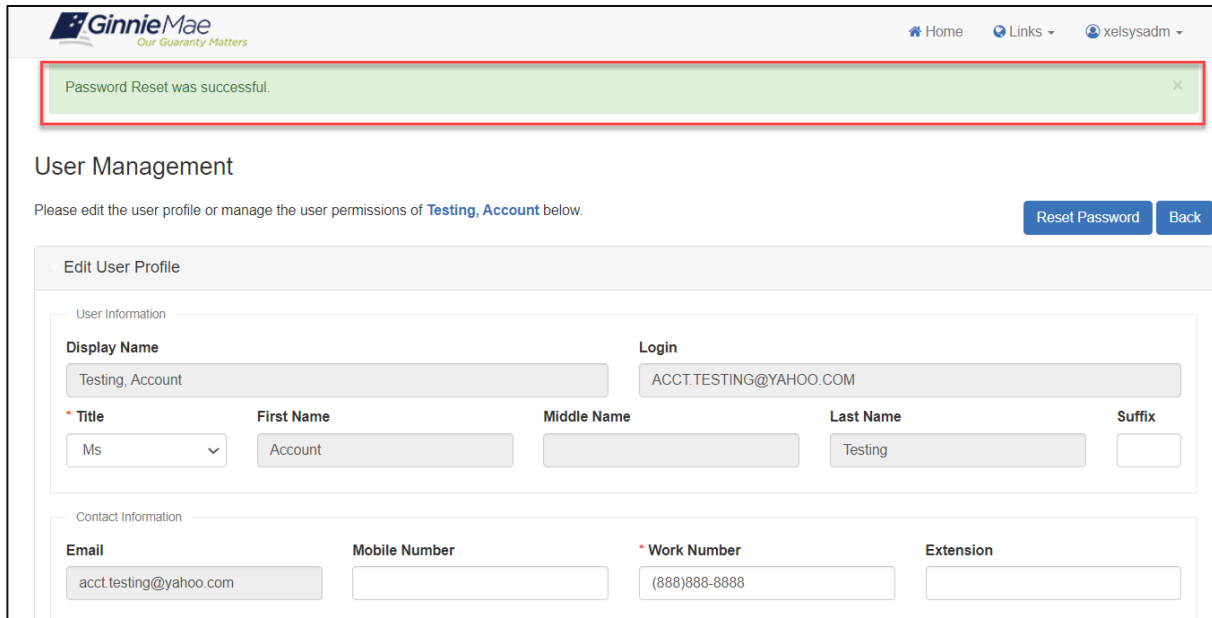 GinnieMae
Our Guaranty Matters
Home Links xelsysadm
Password Reset was successful. ×
User Management
Please edit the user profile or manage the user permissions of Testing, Account below.
Reset Password Back
Edit User Profile
User Information
Display Name Login
Testing, Account ACCT.TESTING@YAHOO.COM
* Title First Name Middle Name Last Name Suffix
Ms Account Testing
Contact Information
Email Mobile Number * Work Number Extension
acct.testing@yahoo.com (888)888-8888